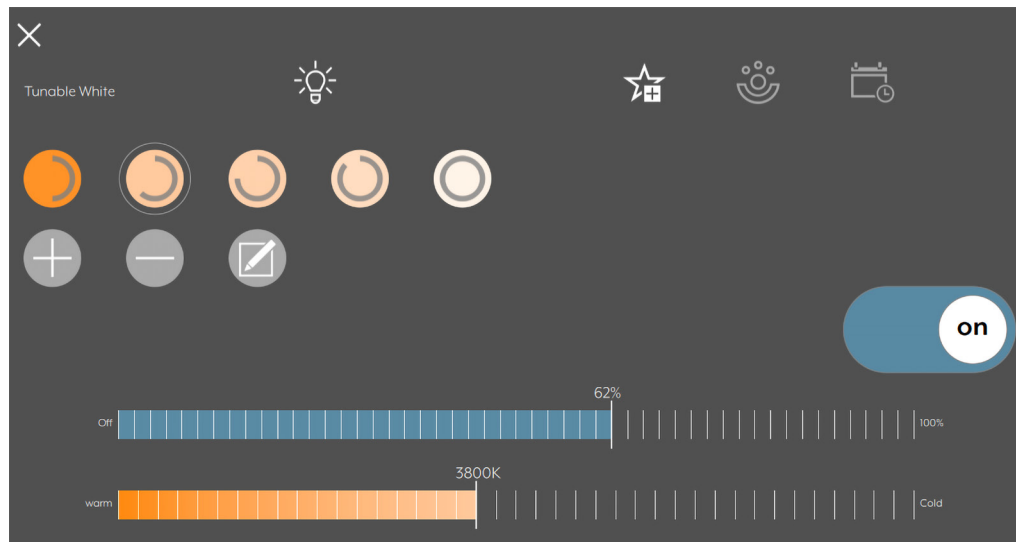 Tunable White
on
62%
Off
100%
3800K
warm
Cold